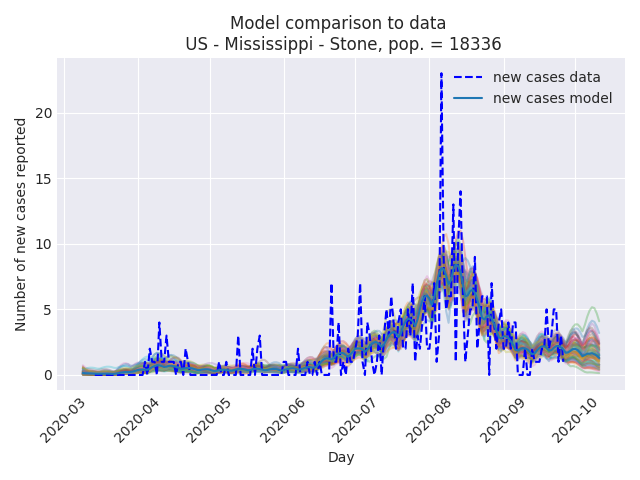 Model comparison to data
US - Mississippi - Stone, pop. = 18336
new cases data
new cases model
Number of new cases reported
20
15
10
5
0
2020-03
2020-04
2020-05
2020-06
2020-07
2020-08
2020-09
2020-10
Day